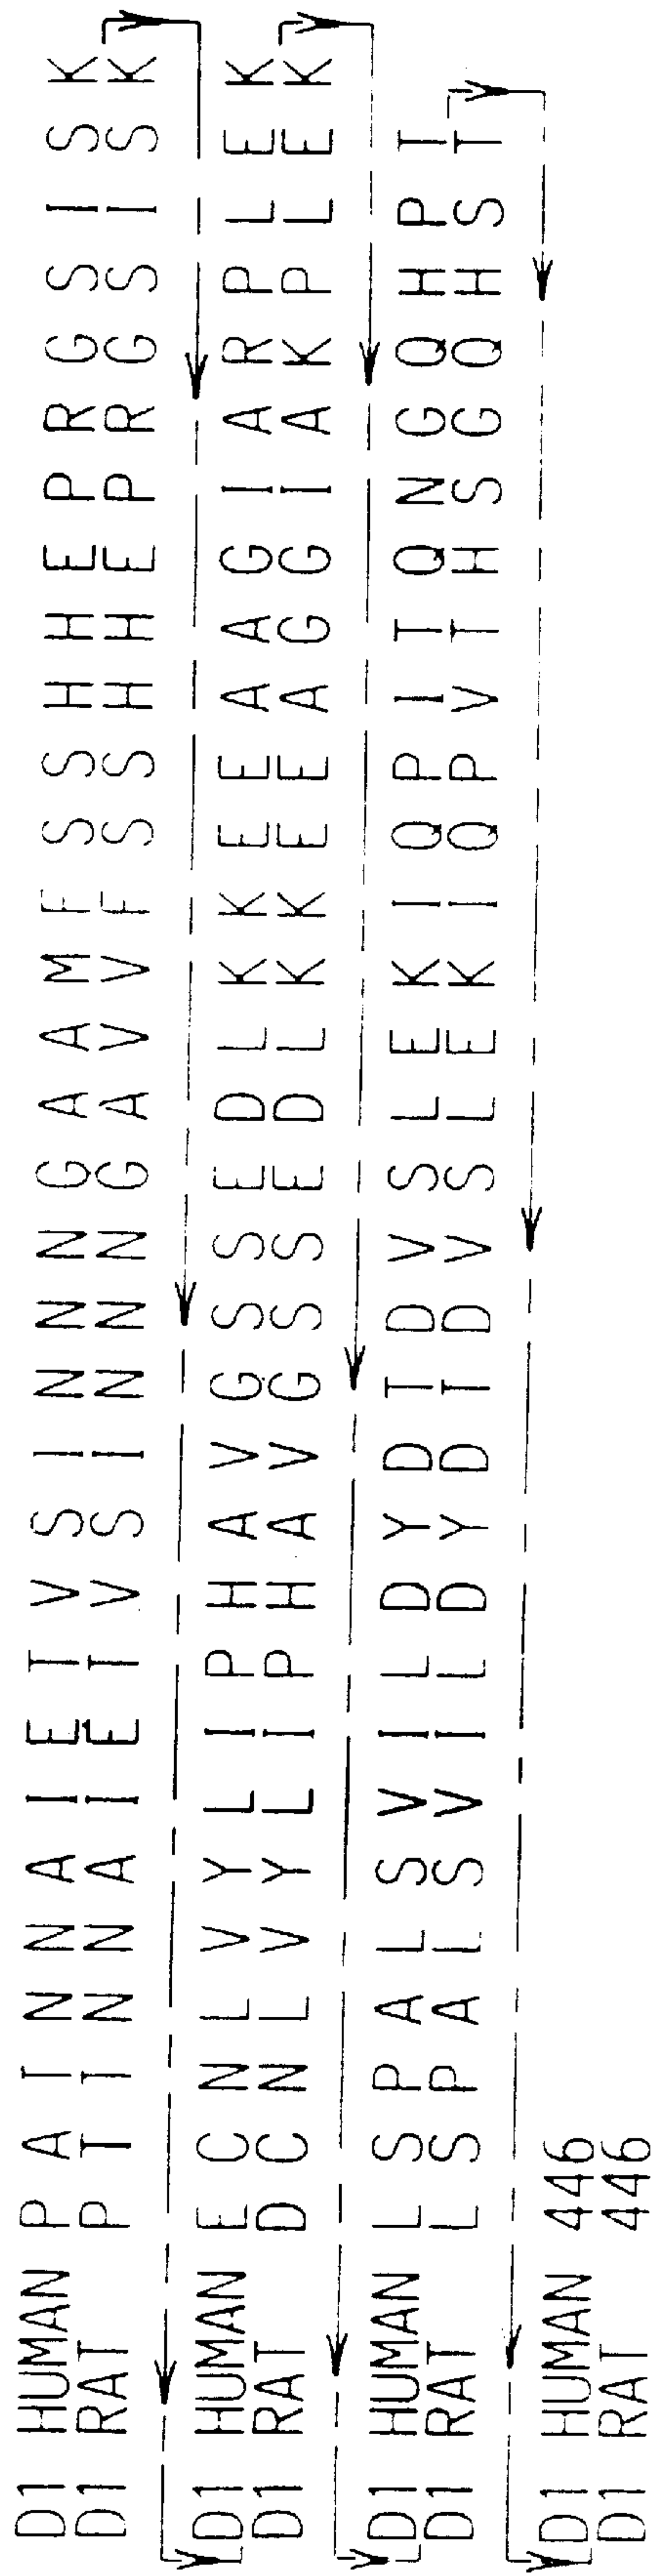 D1 HUMAN P A T N N A I E T V S I N N N G A A M F S S H H E P R G S I S K
D1 RAT P T T N N A I E T V S I N N N G A V V F S S H H E P R G S I S K
D1 HUMAN E C N L V Y L I P H A V G S S E D L K K E E A A G I A R P L E K
D1 RAT D C N L V Y L I P H A V G S S E D L K K E E A G G I A K P L E K
D1 HUMAN L S P A L S V I L D Y D T D V S L E K I Q P I T Q N G Q H P T
D1 RAT L S P A L S V I L D Y D T D V S L E K I Q P V T H S G Q H S T
D1 HUMAN 446
D1 RAT 446